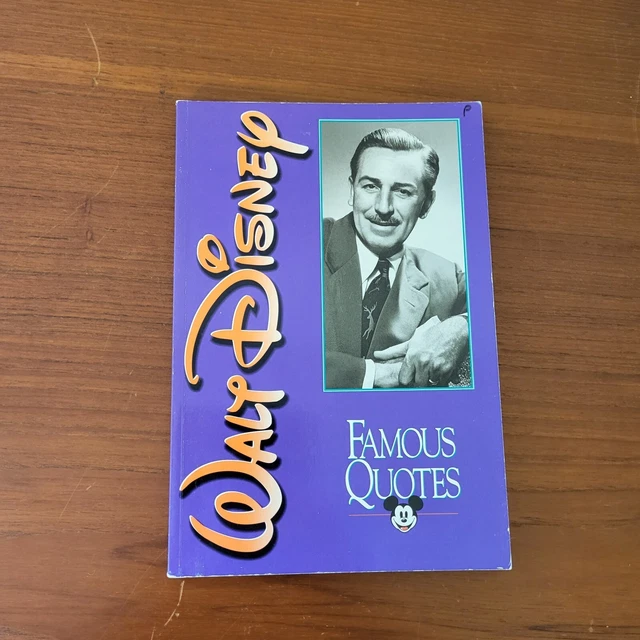 Walt Disney
P
Famous
Quotes